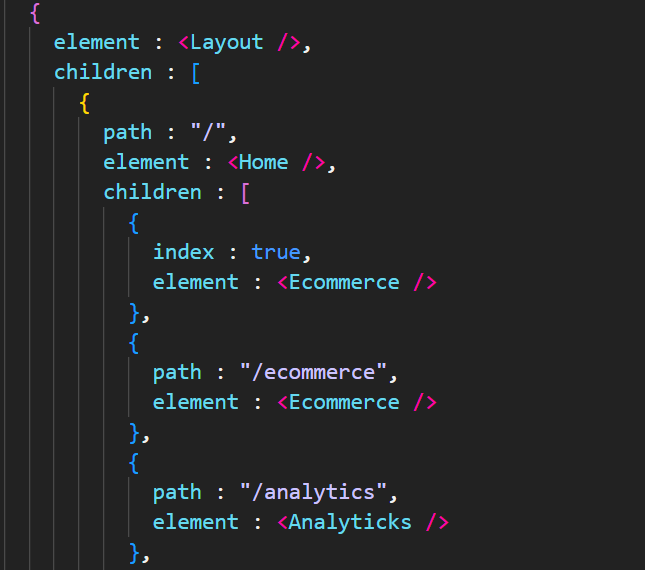 {
element : <Layout />,
children : [
{
path : "/",
element : <Home />,
children : [
{
index : true,
element : <Ecommerce />
},
{
path : "/ecommerce",
element : <Ecommerce />
},
{
path : "/analytics",
element : <Analyticks />
},